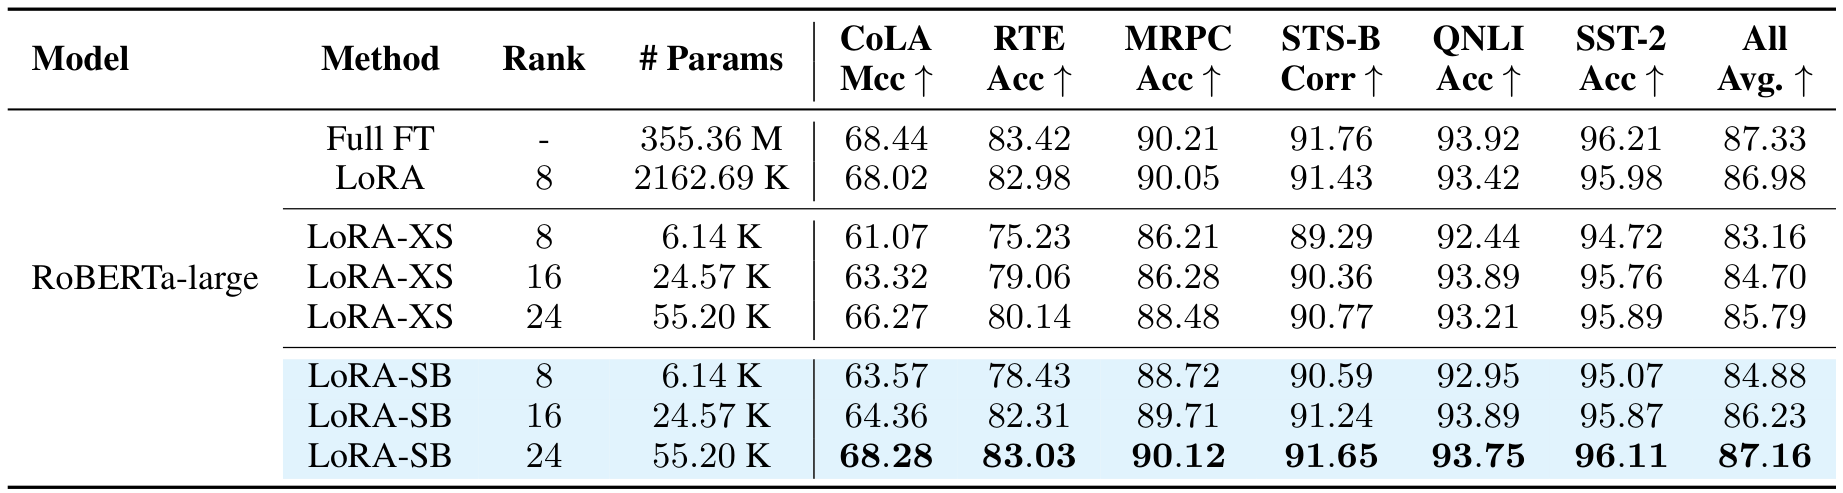 Model Method Rank # Params CoLA RTE MRPC STS-B QNLI SST-2 All
Mcc ↑ Acc ↑ Acc ↑ Corr ↑ Acc ↑ Acc ↑ Avg. ↑
RoBERTa-large
Full FT - 355.36 M 68.44 83.42 90.21 91.76 93.92 96.21 87.33
LoRA 8 2162.69 K 68.02 82.98 90.05 91.43 93.42 95.98 86.98
LoRA-XS 8 6.14 K 61.07 75.23 86.21 89.29 92.44 94.72 83.16
LoRA-XS 16 24.57 K 63.32 79.06 86.28 90.36 93.89 95.76 84.70
LoRA-XS 24 55.20 K 66.27 80.14 88.48 90.77 93.21 95.89 85.79
LoRA-SB 8 6.14 K 63.57 78.43 88.72 90.59 92.95 95.07 84.88
LoRA-SB 16 24.57 K 64.36 82.31 89.71 91.24 93.89 95.87 86.23
LoRA-SB 24 55.20 K 68.28 83.03 90.12 91.65 93.75 96.11 87.16